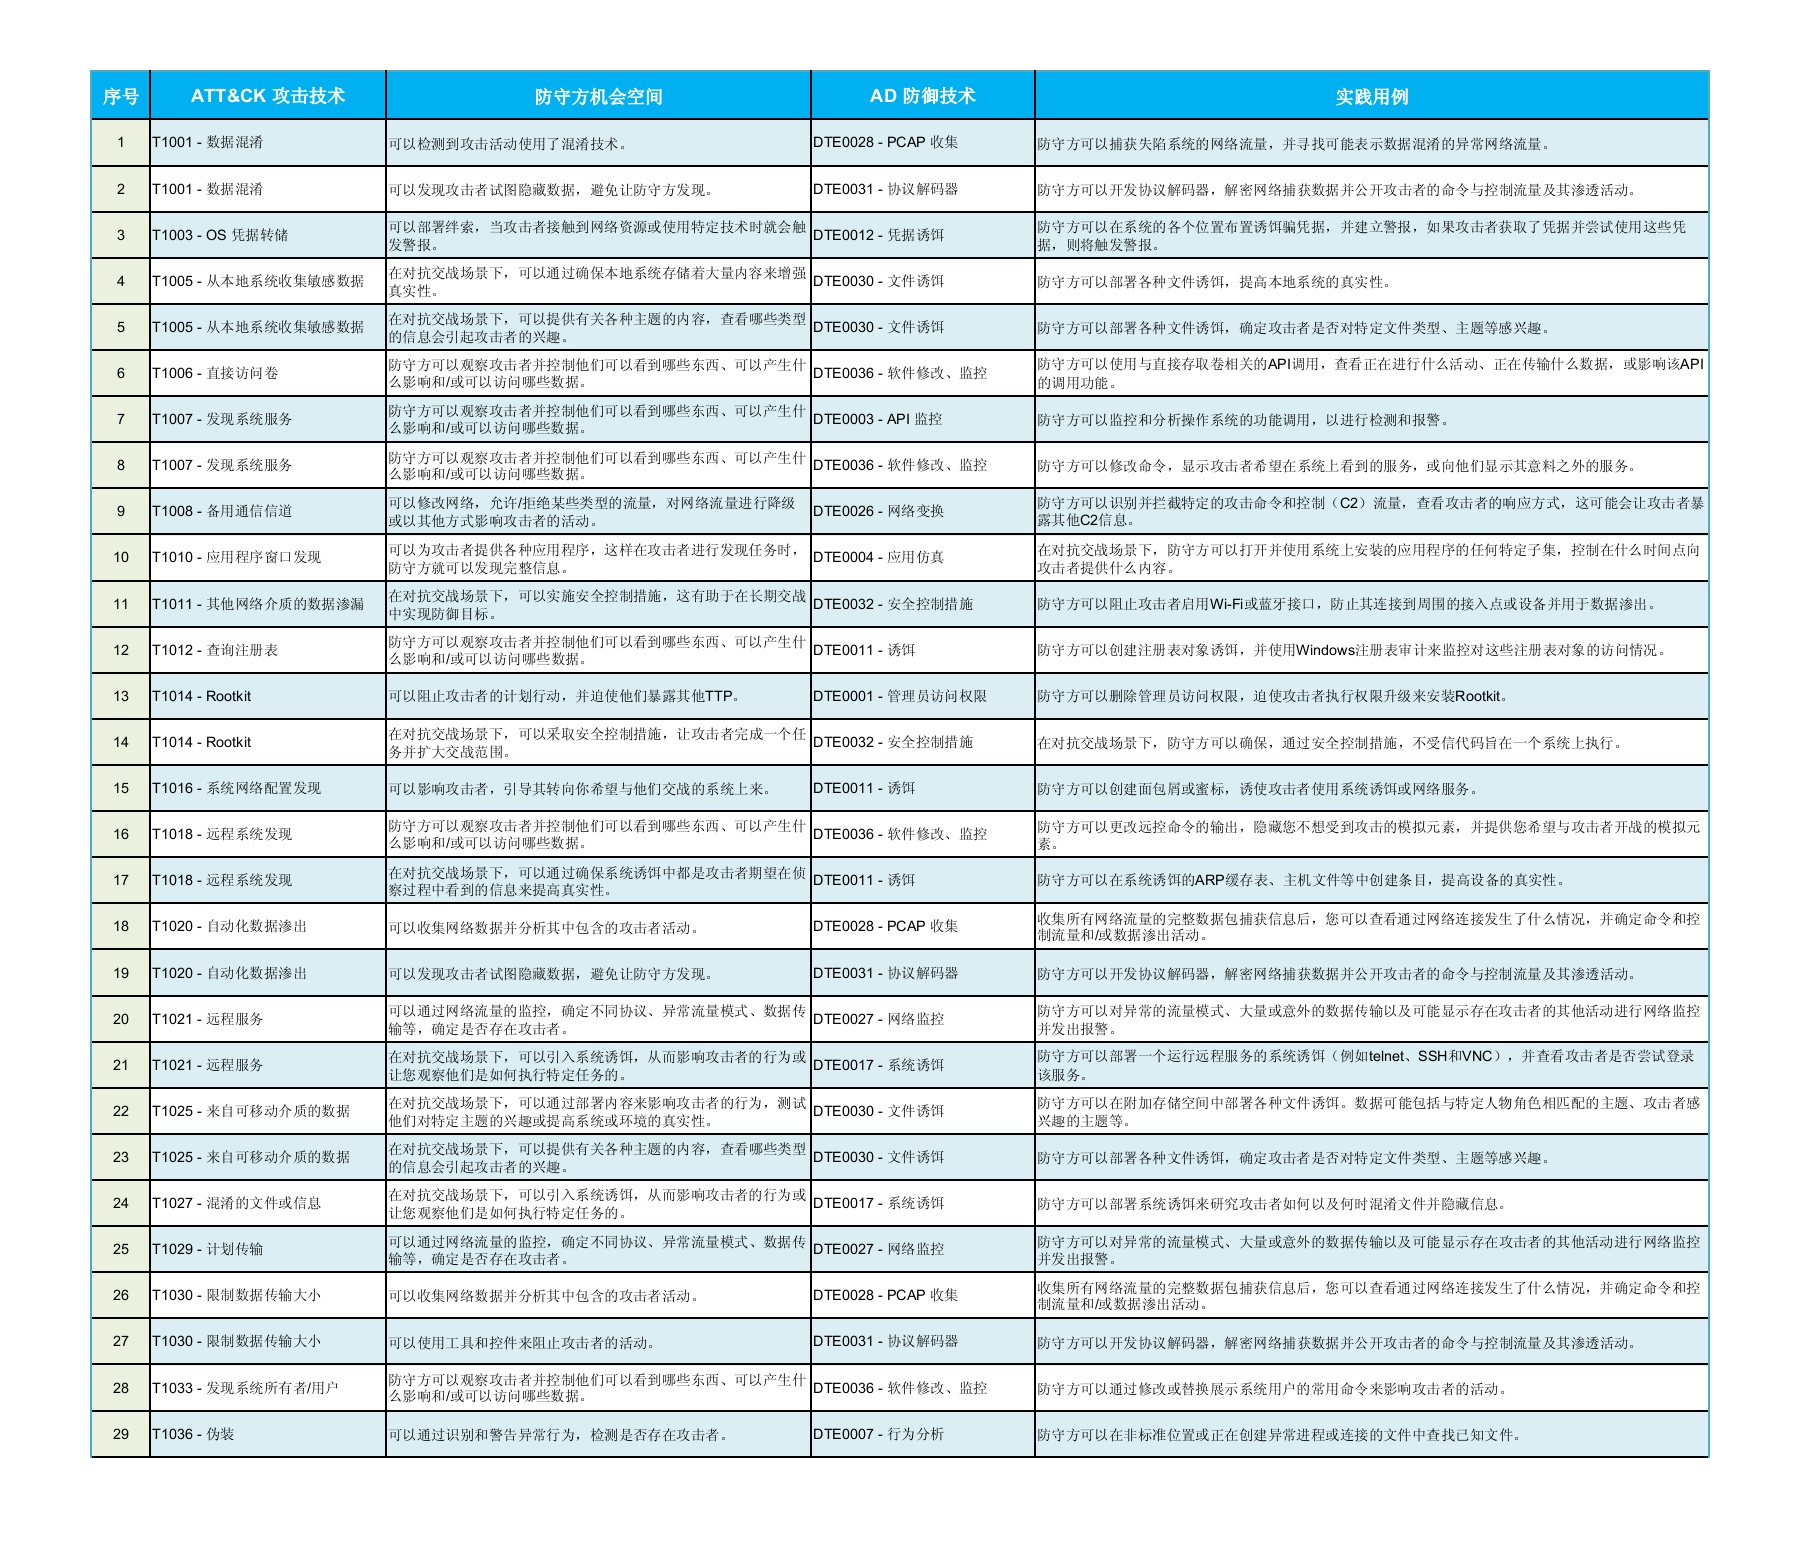 序号 ATT&CK 攻击技术 防守方机会空间 AD 防御技术 实践用例
1 T1001 - 数据混淆 可以检测到攻击活动使用了混淆技术。 DTE0028 - PCAP 收集 防守方可以捕获失陷系统的网络流量，并寻找可能表示数据混淆的异常网络流量。
2 T1001 - 数据混淆 可以发现攻击者试图隐藏数据，避免让防守方发现。 DTE0031 - 协议解码器 防守方可以开发协议解码器，解密网络捕获数据并公开攻击者的命令与控制流量及其渗透活动。
3 T1003 - OS 凭据转储 可以部署绊索，当攻击者接触到网络资源或使用特定技术时就会触
发警报。 DTE0012 - 凭据诱饵 防守方可以在系统的各个位置布置诱饵骗凭据，并建立警报，如果攻击者获取了凭据并尝试使用这些凭
据，则将触发警报。
4 T1005 - 从本地系统收集敏感数据 在对抗交战场景下，可以通过确保本地系统存储着大量内容来增强
真实性。 DTE0030 - 文件诱饵 防守方可以部署各种文件诱饵，提高本地系统的真实性。
5 T1005 - 从本地系统收集敏感数据 在对抗交战场景下，可以提供有关各种主题的内容，查看哪些类型
的信息会引起攻击者的兴趣。 DTE0030 - 文件诱饵 防守方可以部署各种文件诱饵，确定攻击者是否对特定文件类型、主题等感兴趣。
6 T1006 - 直接访问卷 防守方可以观察攻击者并控制他们可以看到哪些东西、可以产生什
么影响和/或可以访问哪些数据。 DTE0036 - 软件修改、监控 防守方可以使用与直接存取卷相关的API调用，查看正在进行什么活动、正在传输什么数据，或影响该API
的调用功能。
7 T1007 - 发现系统服务 防守方可以观察攻击者并控制他们可以看到哪些东西、可以产生什
么影响和/或可以访问哪些数据。 DTE0003 - API 监控 防守方可以监控和分析操作系统的功能调用，以进行检测和报警。
8 T1007 - 发现系统服务 防守方可以观察攻击者并控制他们可以看到哪些东西、可以产生什
么影响和/或可以访问哪些数据。 DTE0036 - 软件修改、监控 防守方可以修改命令，显示攻击者希望在系统上看到的服务，或向他们显示其意料之外的服务。
9 T1008 - 备用通信信道 可以修改网络，允许/拒绝某些类型的流量，对网络流量进行降级
或以其他方式影响攻击者的活动。 DTE0026 - 网络变换 防守方可以识别并拦截特定的攻击命令和控制（C2）流量，查看攻击者的响应方式，这可能会让攻击者暴
露其他C2信息。
10 T1010 - 应用程序窗口发现 可以为攻击者提供各种应用程序，这样在攻击者进行发现任务时，
防守方就可以发现完整信息。 DTE0004 - 应用仿真 在对抗交战场景下，防守方可以打开并使用系统上安装的应用程序的任何特定子集，控制在什么时间点向
攻击者提供什么内容。
11 T1011 - 其他网络介质的数据渗漏 在对抗交战场景下，可以实施安全控制措施，这有助于在长期交战
中实现防御目标。 DTE0032 - 安全控制措施 防守方可以阻止攻击者启用Wi-Fi或蓝牙接口，防止其连接到周围的接入点或设备并用于数据渗出。
12 T1012 - 查询注册表 防守方可以观察攻击者并控制他们可以看到哪些东西、可以产生什
么影响和/或可以访问哪些数据。 DTE0011 - 诱饵 防守方可以创建注册表对象诱饵，并使用Windows注册表审计来监控对这些注册表对象的访问情况。
13 T1014 - Rootkit 可以阻止攻击者的计划行动，并迫使他们暴露其他TTP。 DTE0001 - 管理员访问权限 防守方可以删除管理员访问权限，迫使攻击者执行权限升级来安装Rootkit。
14 T1014 - Rootkit 在对抗交战场景下，可以采取安全控制措施，让攻击者完成一个任
务并扩大交战范围。 DTE0032 - 安全控制措施 在对抗交战场景下，防守方可以确保，通过安全控制措施，不受信代码旨在一个系统上执行。
15 T1016 - 系统网络配置发现 可以影响攻击者，引导其转向你希望与他们交战的系统上来。 DTE0011 - 诱饵 防守方可以创建面包屑或蜜标，诱使攻击者使用系统诱饵或网络服务。
16 T1018 - 远程系统发现 防守方可以观察攻击者并控制他们可以看到哪些东西、可以产生什
么影响和/或可以访问哪些数据。 DTE0036 - 软件修改、监控 防守方可以更改远控命令的输出，隐藏您不想受到攻击的模拟元素，并提供您希望与攻击者开战的模拟元
素。
17 T1018 - 远程系统发现 在对抗交战场景下，可以通过确保系统诱饵中都是攻击者期望在侦
察过程中看到的信息来提高真实性。 DTE0011 - 诱饵 防守方可以在系统诱饵的ARP缓存表、主机文件等中创建条目，提高设备的真实性。
18 T1020 - 自动化数据渗出 可以收集网络数据并分析其中包含的攻击者活动。 DTE0028 - PCAP 收集 收集所有网络流量的完整数据包捕获信息后，您可以查看通过网络连接发生了什么情况，并确定命令和控
制流量和/或数据渗出活动。
19 T1020 - 自动化数据渗出 可以发现攻击者试图隐藏数据，避免让防守方发现。 DTE0031 - 协议解码器 防守方可以开发协议解码器，解密网络捕获数据并公开攻击者的命令与控制流量及其渗透活动。
20 T1021 - 远程服务 可以通过网络流量的监控，确定不同协议、异常流量模式、数据传
输等，确定是否存在攻击者。 DTE0027 - 网络监控 防守方可以对异常的流量模式、大量或意外的数据传输以及可能显示存在攻击者的其他活动进行网络监控
并发出报警。
21 T1021 - 远程服务 在对抗交战场景下，可以引入系统诱饵，从而影响攻击者的行为或
让您观察他们是如何执行特定任务的。 DTE0017 - 系统诱饵 防守方可以部署一个运行远程服务的系统诱饵（例如telnet、SSH和VNC），并查看攻击者是否尝试登录
该服务。
22 T1025 - 来自可移动介质的数据 在对抗交战场景下，可以通过部署内容来影响攻击者的行为，测试
他们对特定主题的兴趣或提高系统或环境的真实性。 DTE0030 - 文件诱饵 防守方可以在附加存储空间中部署各种文件诱饵。数据可能包括与特定人物角色相匹配的主题、攻击者感
兴趣的主题等。
23 T1025 - 来自可移动介质的数据 在对抗交战场景下，可以提供有关各种主题的内容，查看哪些类型
的信息会引起攻击者的兴趣。 DTE0030 - 文件诱饵 防守方可以部署各种文件诱饵，确定攻击者是否对特定文件类型、主题等感兴趣。
24 T1027 - 混淆的文件或信息 在对抗交战场景下，可以引入系统诱饵，从而影响攻击者的行为或
让您观察他们是如何执行特定任务的。 DTE0017 - 系统诱饵 防守方可以部署系统诱饵来研究攻击者如何以及何时混淆文件并隐藏信息。
25 T1029 - 计划传输 可以通过网络流量的监控，确定不同协议、异常流量模式、数据传
输等，确定是否存在攻击者。 DTE0027 - 网络监控 防守方可以对异常的流量模式、大量或意外的数据传输以及可能显示存在攻击者的其他活动进行网络监控
并发出报警。
26 T1030 - 限制数据传输大小 可以收集网络数据并分析其中包含的攻击者活动。 DTE0028 - PCAP 收集 收集所有网络流量的完整数据包捕获信息后，您可以查看通过网络连接发生了什么情况，并确定命令和控
制流量和/或数据渗出活动。
27 T1030 - 限制数据传输大小 可以使用工具和控件来阻止攻击者的活动。 DTE0031 - 协议解码器 防守方可以开发协议解码器，解密网络捕获数据并公开攻击者的命令与控制流量及其渗透活动。
28 T1033 - 发现系统所有者/用户 防守方可以观察攻击者并控制他们可以看到哪些东西、可以产生什
么影响和/或可以访问哪些数据。 DTE0036 - 软件修改、监控 防守方可以通过修改或替换展示系统用户的常用命令来影响攻击者的活动。
29 T1036 - 伪装 可以通过识别和警告异常行为，检测是否存在攻击者。 DTE0007 - 行为分析 防守方可以在非标准位置或正在创建异常进程或连接的文件中查找已知文件。